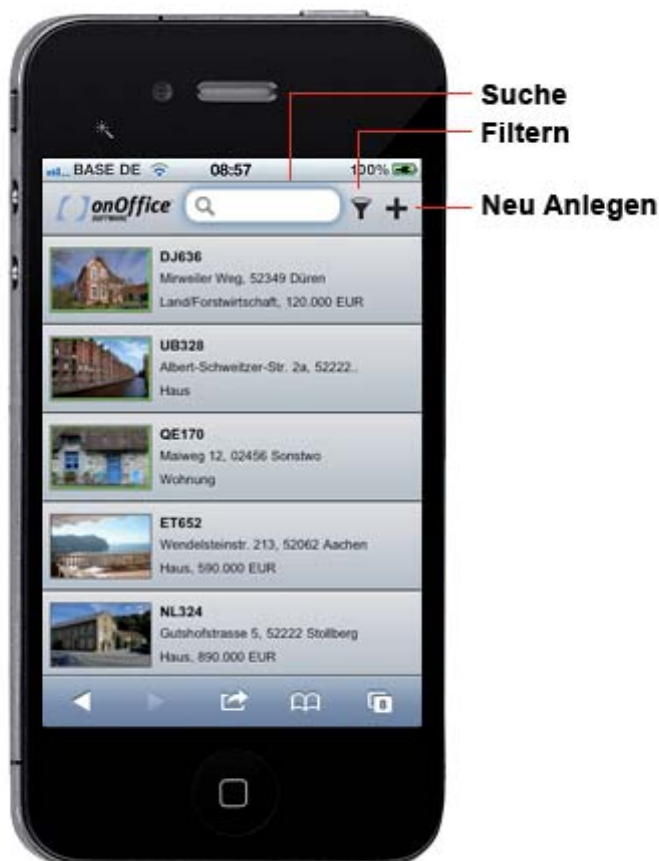 Suche
Filtern
Neu Anlegen
BASE DE 08:57 100%
onOffice
SOFTWARE
DJ636
Mirweiler Weg, 52349 Düren
Land/Forstwirtschaft, 120.000 EUR
UB328
Albert-Schweitzer-Str. 2a, 52222..
Haus
QE170
Maiweg 12, 02456 Sonstwo
Wohnung
ET652
Wendelsteinstr. 213, 52062 Aachen
Haus, 590.000 EUR
NL324
Gutshofstrasse 5, 52222 Stollberg
Haus, 890.000 EUR
8